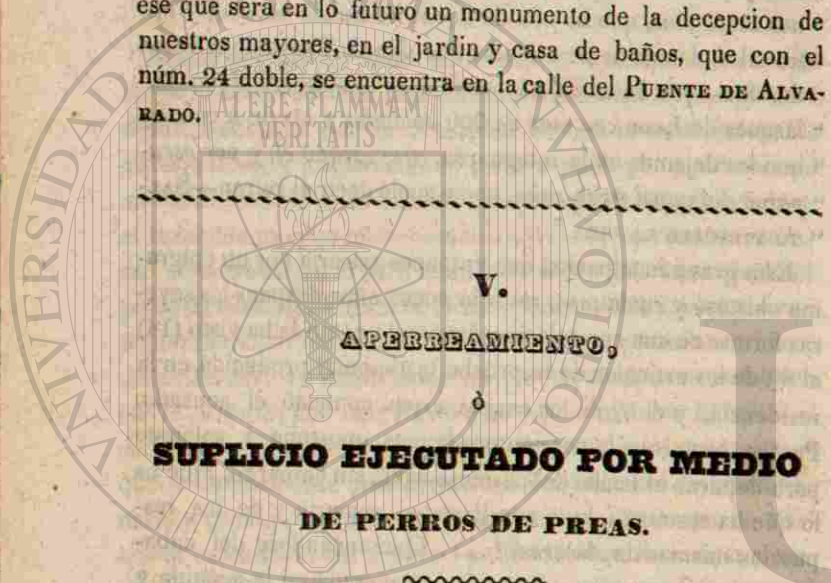 ese que será en lo futuro un monumento de la decepcion de
nuestros mayores, en el jardin y casa de baños, que con el
núm. 24 doble, se encuentra en la calle del PUENTE DE ALVA-
RADO.
ALERE FLAMMAM
VERITATIS
V.
APERREAMIENTO,
ò
SUPLICIO EJECUTADO POR MEDIO
DE PERROS DE PREAS.